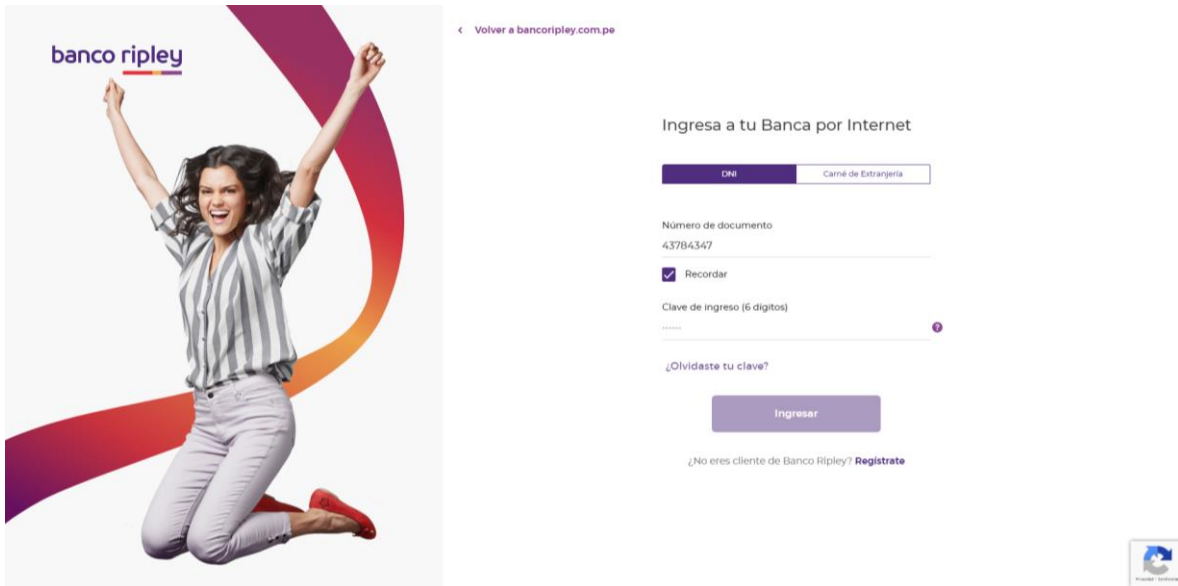 banco ripley
Volver a bancoripley.com.pe
Ingresa a tu Banca por Internet
DNI
Carné de Extranjería
Número de documento
43784347
Recordar
Clave de ingreso (6 dígitos)
······
?
¿Olvidaste tu clave?
Ingresar
¿No eres cliente de Banco Ripley? Regístrate